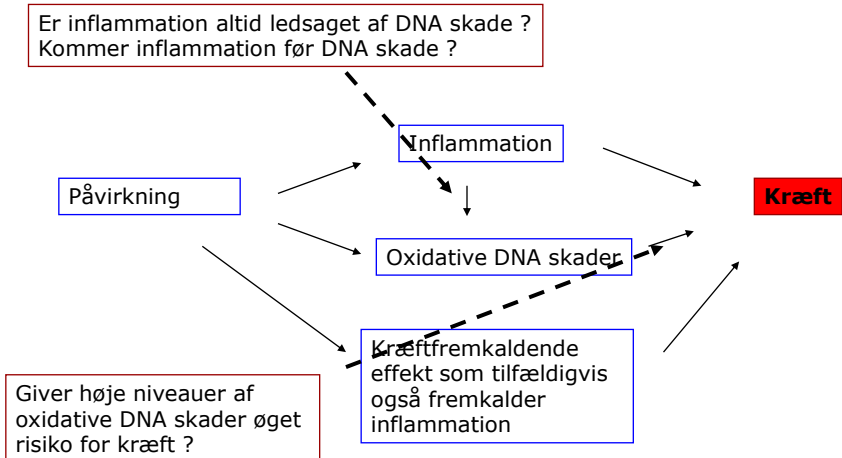 Er inflammation altid ledsaget af DNA skade ?
Kommer inflammation før DNA skade ?
Inflammation
Påvirkning
Kræft
Oxidative DNA skader
Kræftfremkaldende
effekt som tilfældigvis
også fremkalder
inflammation
Giver høje niveauer af
oxidative DNA skader øget
risiko for kræft ?